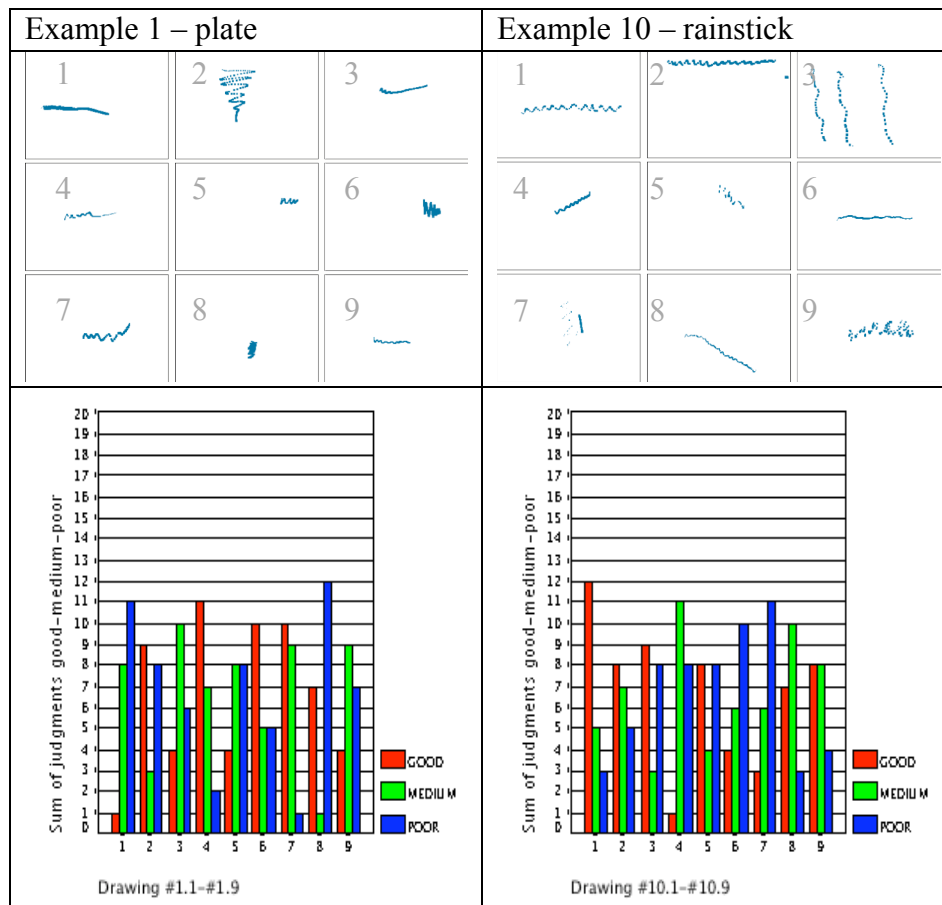 Example 1 – plate
Example 10 – rainstick
1 2 3
4 5 6
7 8 9
1 2 3
4 5 6
7 8 9
Sum of judgments good-medium-poor
20
19
18
17
16
15
14
13
12
11
10
9
8
7
6
5
4
3
2
1
0
1 2 3 4 5 6 7 8 9
GOOD
MEDIUM
POOR
Drawing #1.1-#1.9
Sum of judgments good-medium-poor
20
19
18
17
16
15
14
13
12
11
10
9
8
7
6
5
4
3
2
1
0
1 2 3 4 5 6 7 8 9
GOOD
MEDIUM
POOR
Drawing #10.1-#10.9